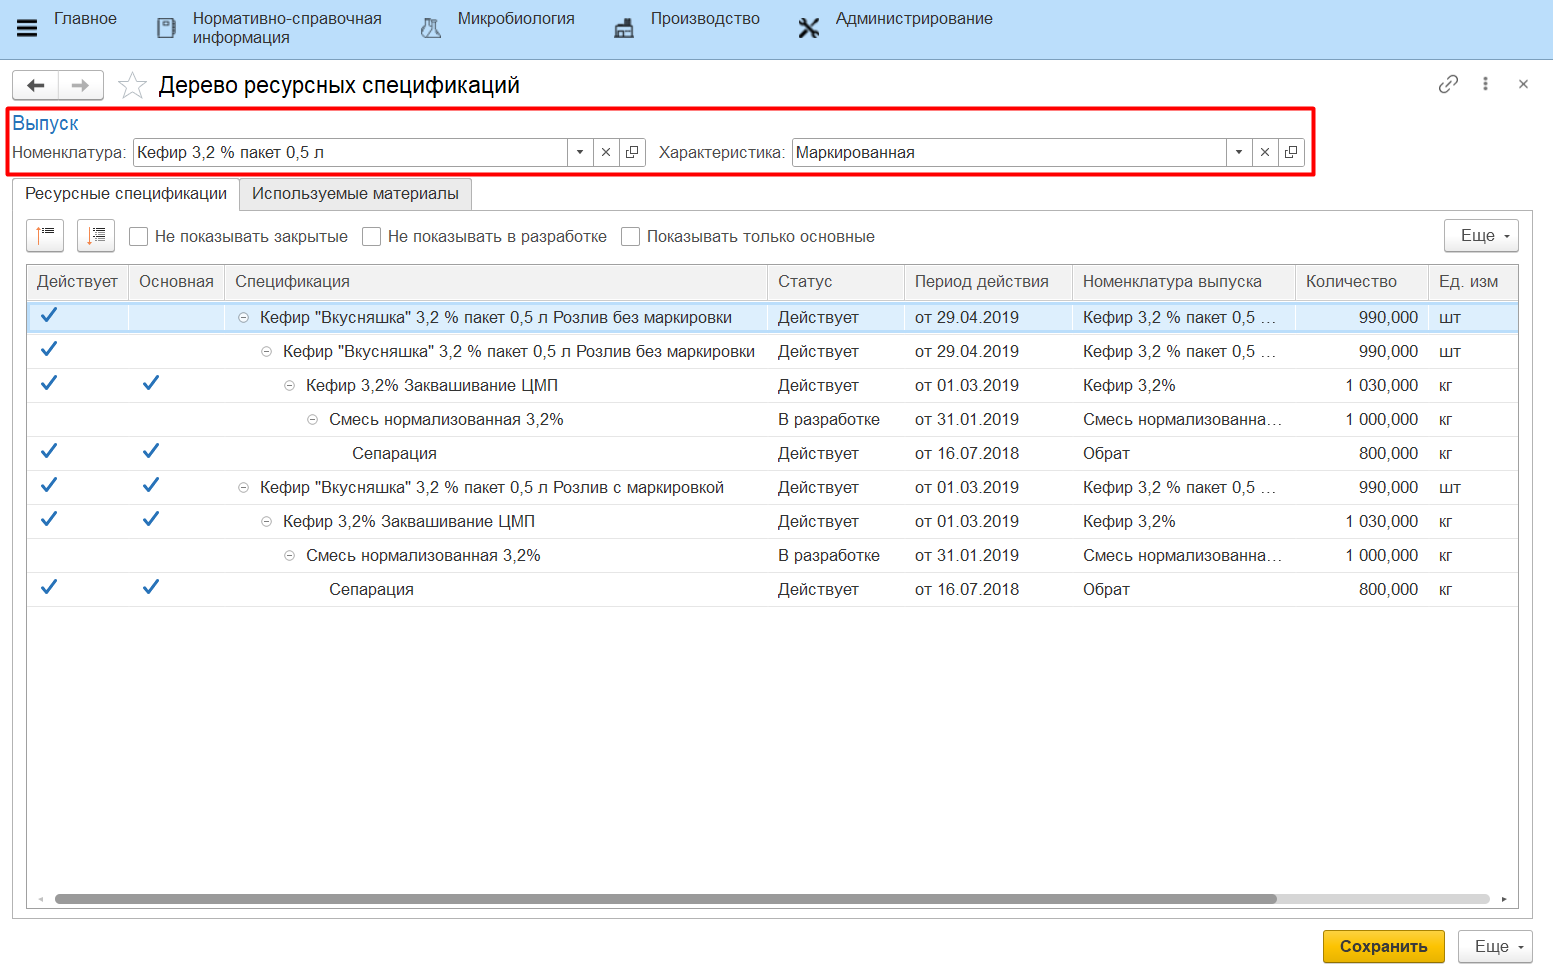 Главное
Нормативно-справочная
информация
Микробиология
Производство
Администрирование
Дерево ресурсных спецификаций
Выпуск
Номенклатура: Кефир 3,2 % пакет 0,5 л Характеристика: Маркированная
Ресурсные спецификации Используемые материалы
Не показывать закрытые Не показывать в разработке Показывать только основные Еще
Действует Основная Спецификация Статус Период действия Номенклатура выпуска Количество Ед. изм
Кефир "Вкусняшка" 3,2 % пакет 0,5 л Розлив без маркировки Действует от 29.04.2019 Кефир 3,2 % пакет 0,5 ... 990,000 шт
Кефир "Вкусняшка" 3,2 % пакет 0,5 л Розлив без маркировки Действует от 29.04.2019 Кефир 3,2 % пакет 0,5 ... 990,000 шт
Кефир 3,2% Заквашивание ЦМП Действует от 01.03.2019 Кефир 3,2% 1 030,000 кг
Смесь нормализованная 3,2% В разработке от 31.01.2019 Смесь нормализованна... 1 000,000 кг
Сепарация Действует от 16.07.2018 Обрат 800,000 кг
Кефир "Вкусняшка" 3,2 % пакет 0,5 л Розлив с маркировкой Действует от 01.03.2019 Кефир 3,2 % пакет 0,5 ... 990,000 шт
Кефир 3,2% Заквашивание ЦМП Действует от 01.03.2019 Кефир 3,2% 1 030,000 кг
Смесь нормализованная 3,2% В разработке от 31.01.2019 Смесь нормализованна... 1 000,000 кг
Сепарация Действует от 16.07.2018 Обрат 800,000 кг
Сохранить Еще